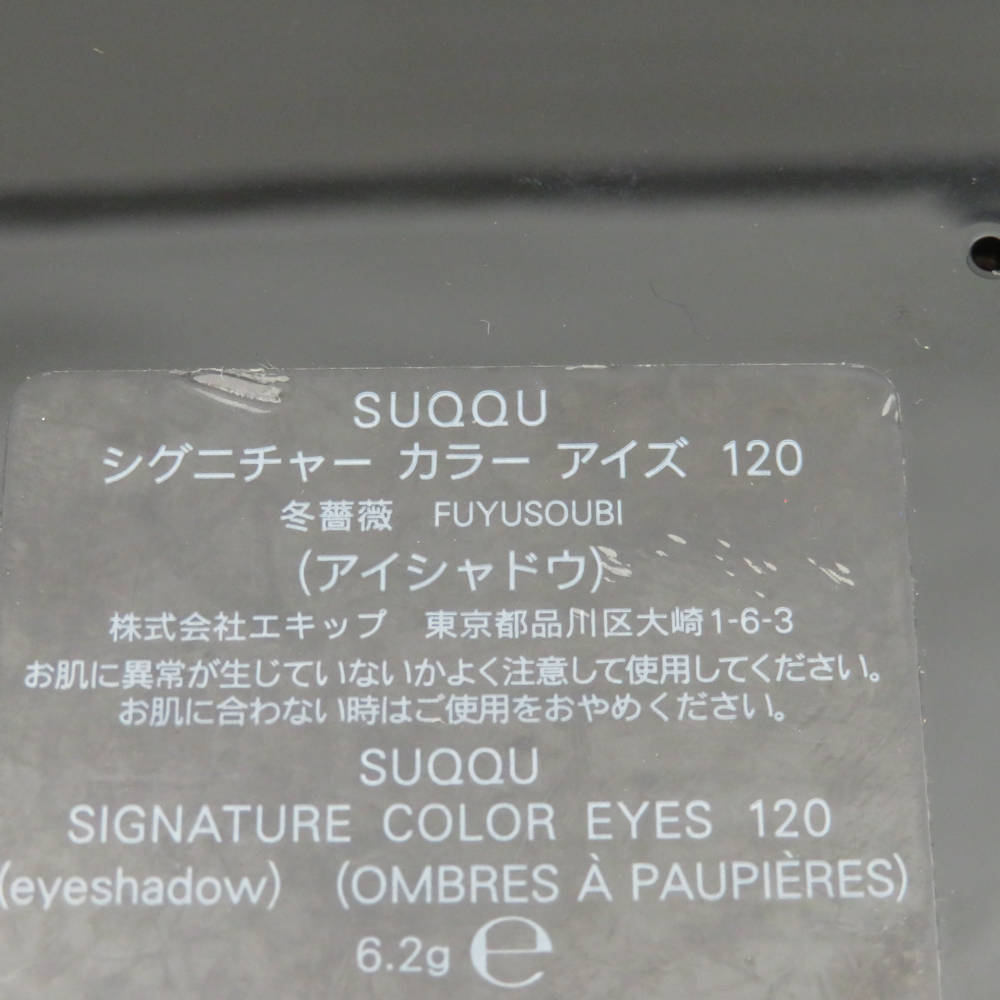 SUQQU
シグニチャー カラー アイズ 120
冬薔薇 FUYUSOUBI
(アイシャドウ)
株式会社エキップ 東京都品川区大崎1-6-3
お肌に異常が生じていないかよく注意して使用してください。
お肌に合わない時はご使用をおやめください。
SUQQU
SIGNATURE COLOR EYES 120
(eyeshadow) (OMBRES À PAUPIÈRES)
6.2g ℮